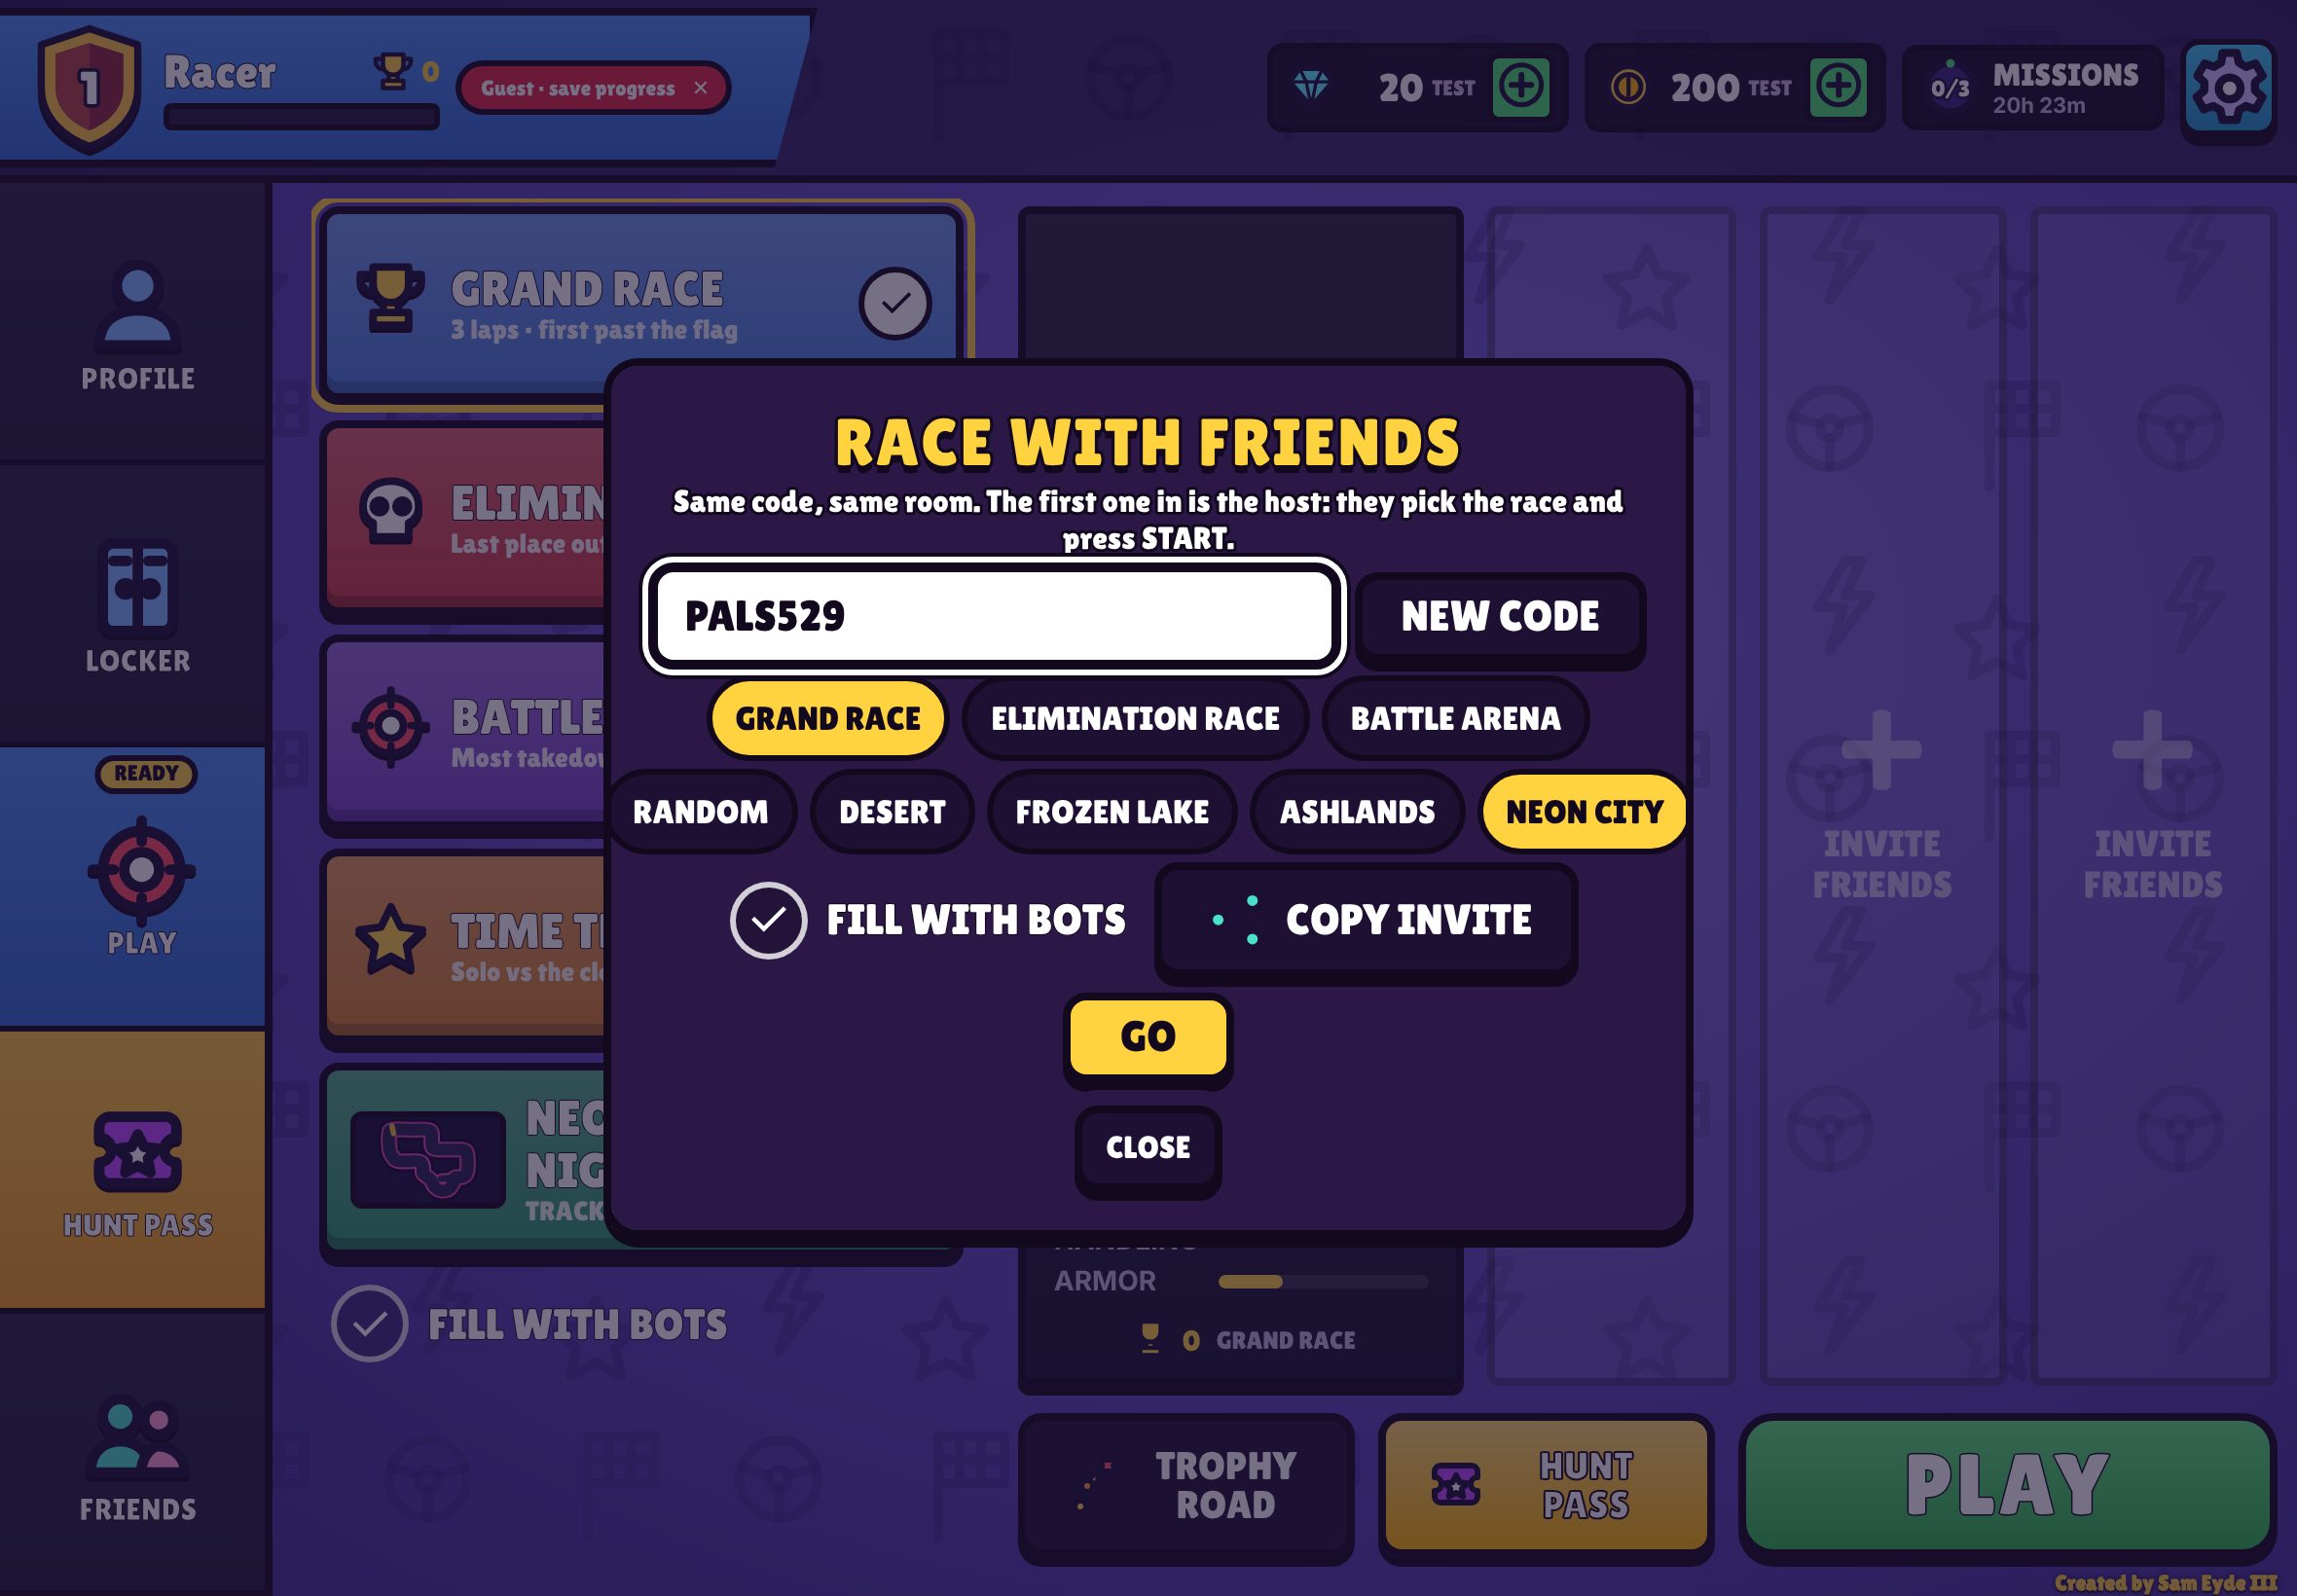 1
Racer
0
Guest · save progress ×
20 TEST
200 TEST
0/3
MISSIONS
20h 23m
PROFILE
LOCKER
READY
PLAY
HUNT PASS
FRIENDS
GRAND RACE
3 laps · first past the flag
ELIMIN
Last place out
BATTLE
Most takedow
TIME T
Solo vs the clo
NEO
NIG
TRACK
FILL WITH BOTS
RACE WITH FRIENDS
Same code, same room. The first one in is the host: they pick the race and
press START.
PALS529
NEW CODE
GRAND RACE
ELIMINATION RACE
BATTLE ARENA
RANDOM
DESERT
FROZEN LAKE
ASHLANDS
NEON CITY
FILL WITH BOTS
COPY INVITE
GO
CLOSE
INVITE
FRIENDS
INVITE
FRIENDS
ARMOR
0 GRAND RACE
TROPHY
ROAD
HUNT
PASS
PLAY
Created by Sam Eyde III